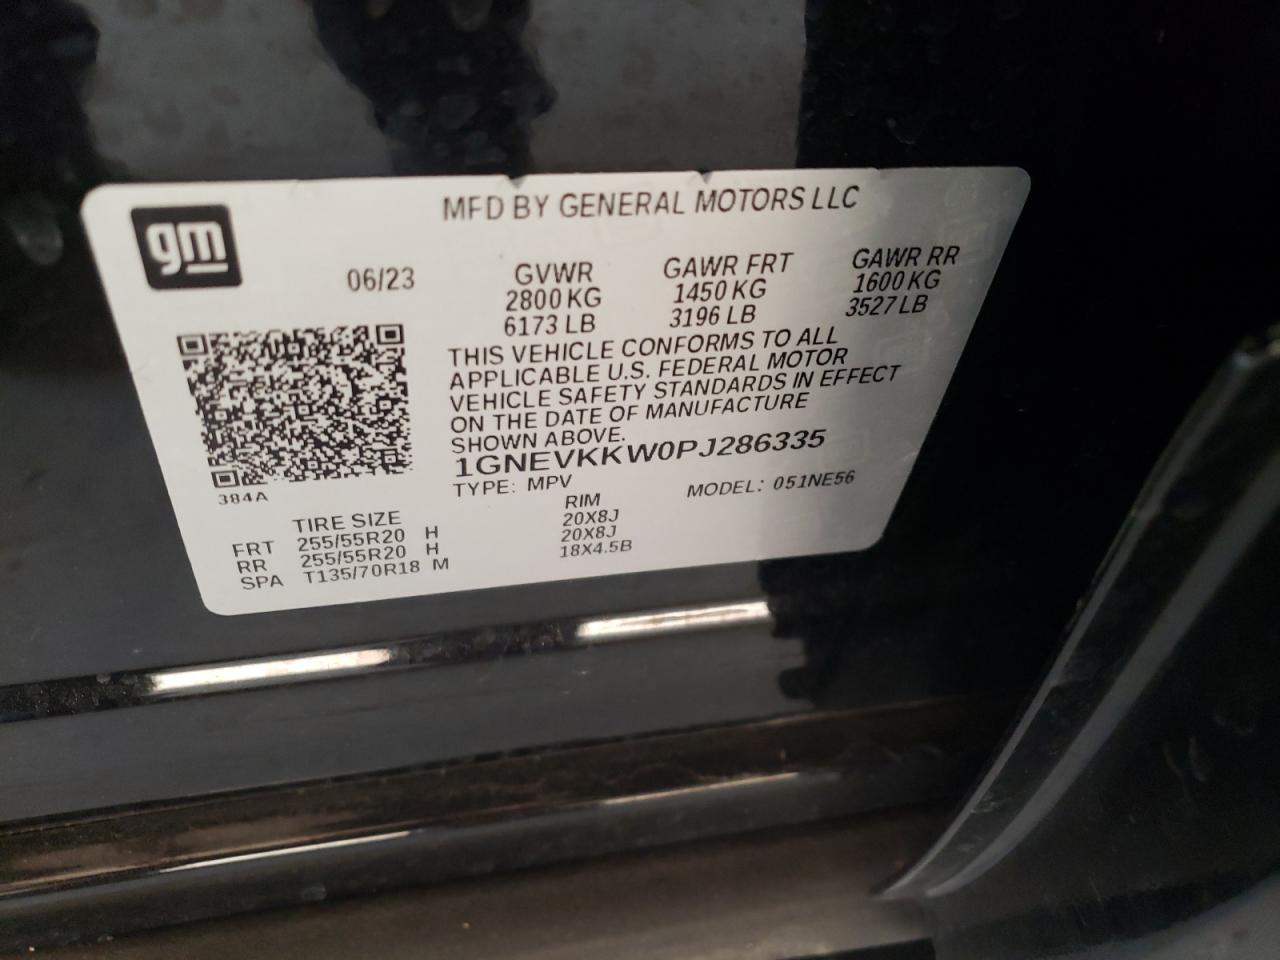 gm
MFD BY GENERAL MOTORS LLC
06/23 GVWR GAWR FRT GAWR RR
2800 KG 1450 KG 1600 KG
6173 LB 3196 LB 3527 LB
THIS VEHICLE CONFORMS TO ALL
APPLICABLE U.S. FEDERAL MOTOR
VEHICLE SAFETY STANDARDS IN EFFECT
ON THE DATE OF MANUFACTURE
SHOWN ABOVE.
1GNEVKKW0PJ286335
TYPE: MPV MODEL: 051NE56
384A
TIRE SIZE RIM
FRT 255/55R20 H 20X8J
RR 255/55R20 H 20X8J
SPA T135/70R18 M 18X4.5B